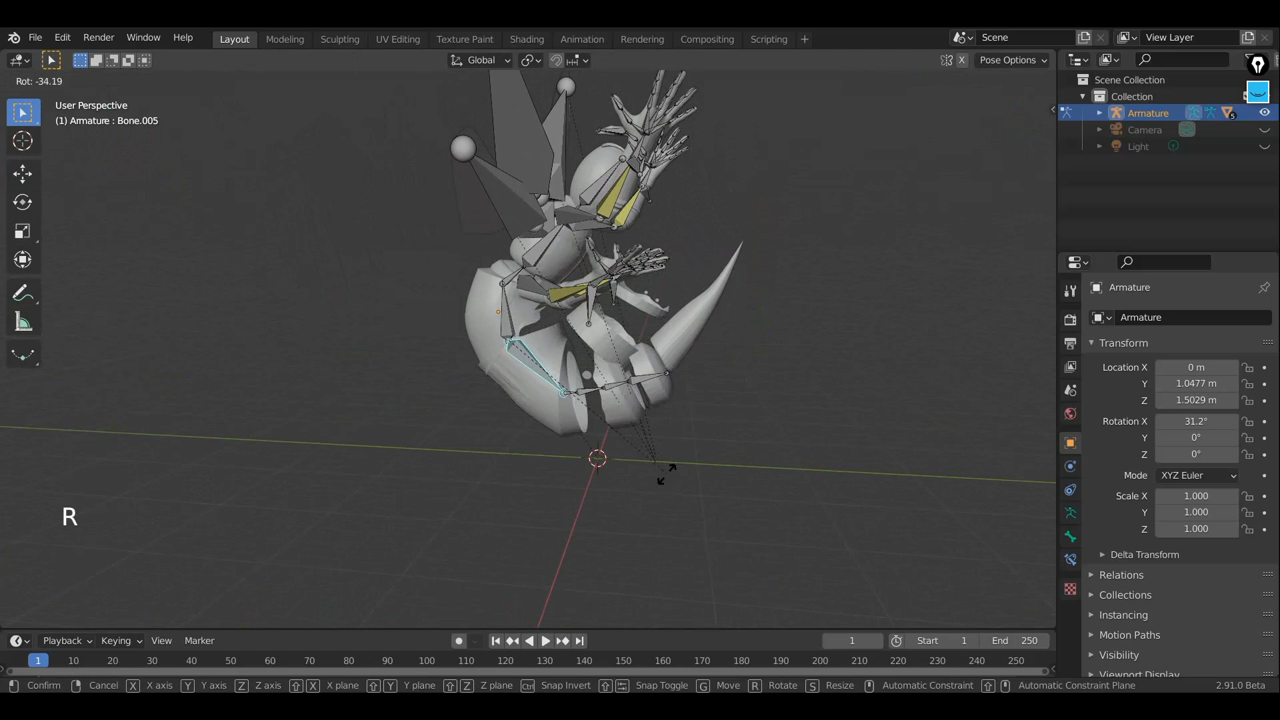 File Edit Render Window Help Layout Modeling Sculpting UV Editing Texture Paint Shading Animation Rendering Compositing Scripting + Scene View Layer
Global X Pose Options
Rot: -34.19
User Perspective
(1) Armature : Bone.005
Scene Collection
Collection
Armature 5
Camera
Light
Armature
Armature
Transform
Location X 0 m
Y 1.0477 m
Z 1.5029 m
Rotation X 31.2°
Y 0°
Z 0°
Mode XYZ Euler
Scale X 1.000
Y 1.000
Z 1.000
Delta Transform
Relations
Collections
Instancing
Motion Paths
Visibility
Viewport Display
R
Playback Keying View Marker 1 Start 1 End 250
1 10 20 30 40 50 60 70 80 90 100 110 120 130 140 150 160 170 180 190 200 210 220 230 240 250
Confirm Cancel X X axis Y Y axis Z Z axis X X plane Y Y plane Z Z plane Ctrl Snap Invert Snap Toggle G Move R Rotate S Resize Automatic Constraint Automatic Constraint Plane 2.91.0 Beta